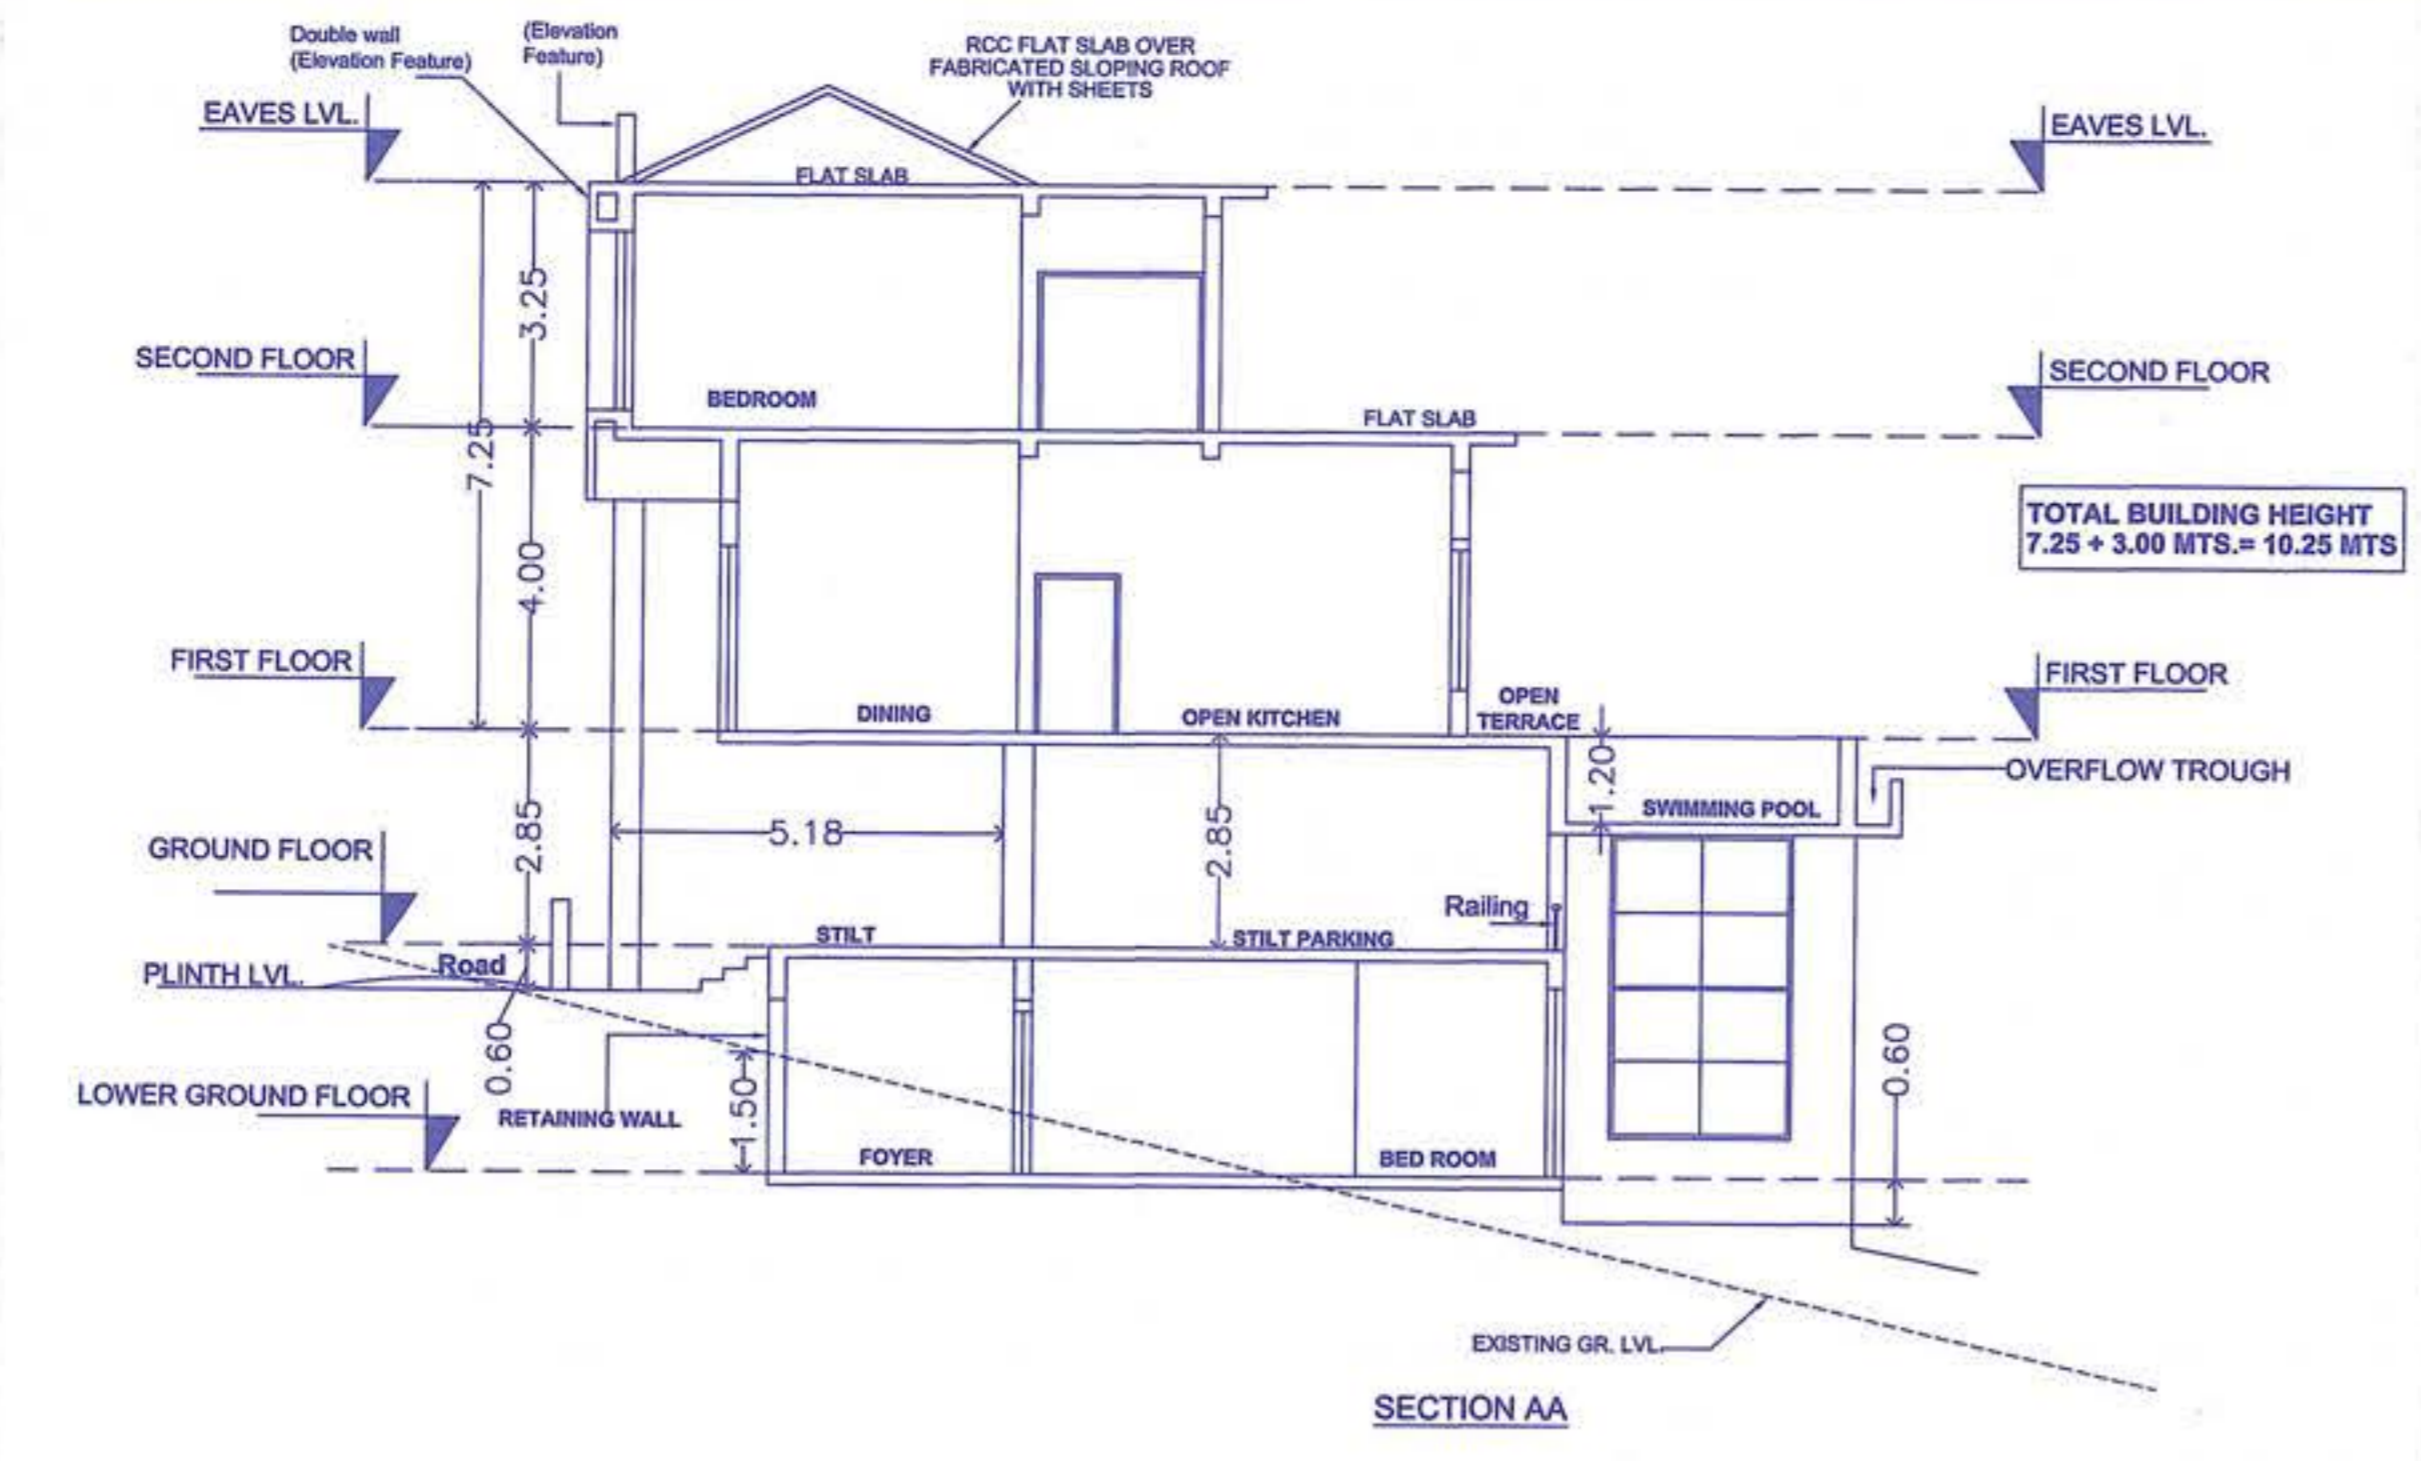 Double wall
(Elevation Feature)
(Elevation
Feature)
RCC FLAT SLAB OVER
FABRICATED SLOPING ROOF
WITH SHEETS
EAVES LVL.
EAVES LVL.
FLAT SLAB
3.25
SECOND FLOOR
SECOND FLOOR
BEDROOM
FLAT SLAB
7.25
TOTAL BUILDING HEIGHT
7.25 + 3.00 MTS.= 10.25 MTS
4.00
FIRST FLOOR
FIRST FLOOR
DINING
OPEN KITCHEN
OPEN
TERRACE
1.20
OVERFLOW TROUGH
SWIMMING POOL
2.85
5.18
2.85
GROUND FLOOR
Railing
STILT
STILT PARKING
Road
PLINTH LVL.
0.60
0.60
LOWER GROUND FLOOR
RETAINING WALL
1.50
FOYER
BED ROOM
EXISTING GR. LVL.
SECTION AA